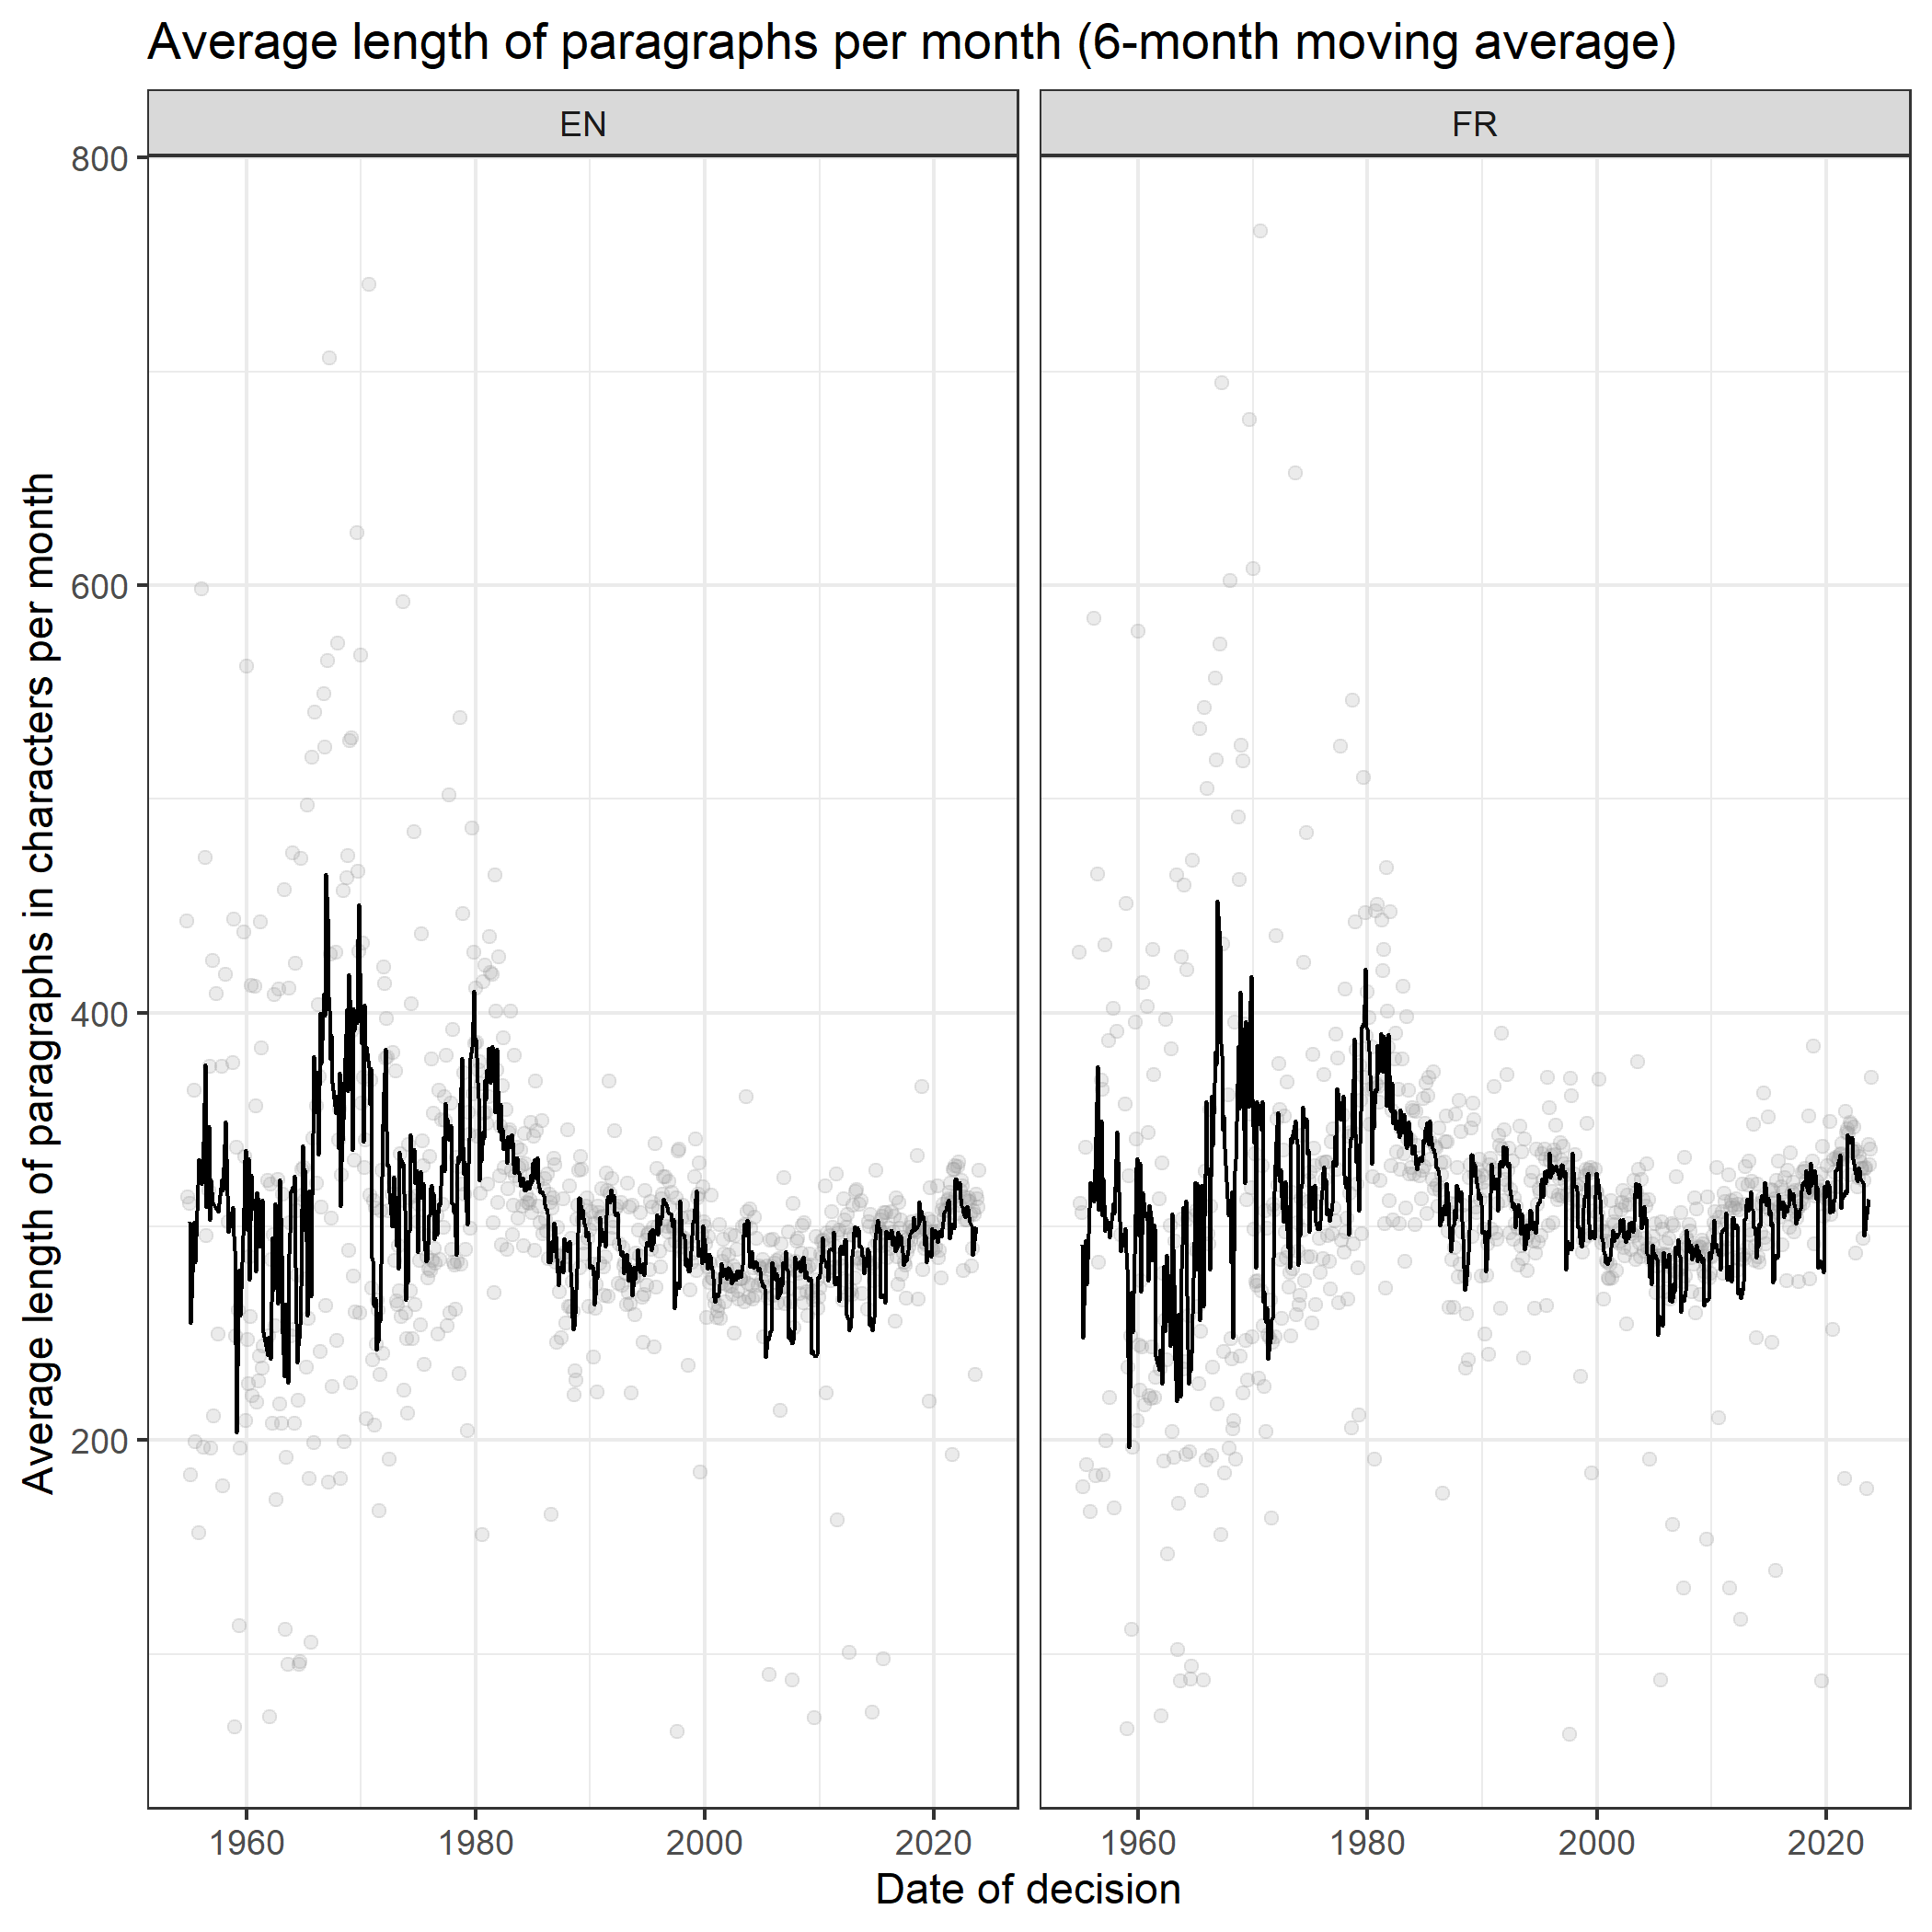 Average length of paragraphs per month (6-month moving average)
EN
FR
Average length of paragraphs in characters per month
800
600
400
200
1960
1980
2000
2020
1960
1980
2000
2020
Date of decision